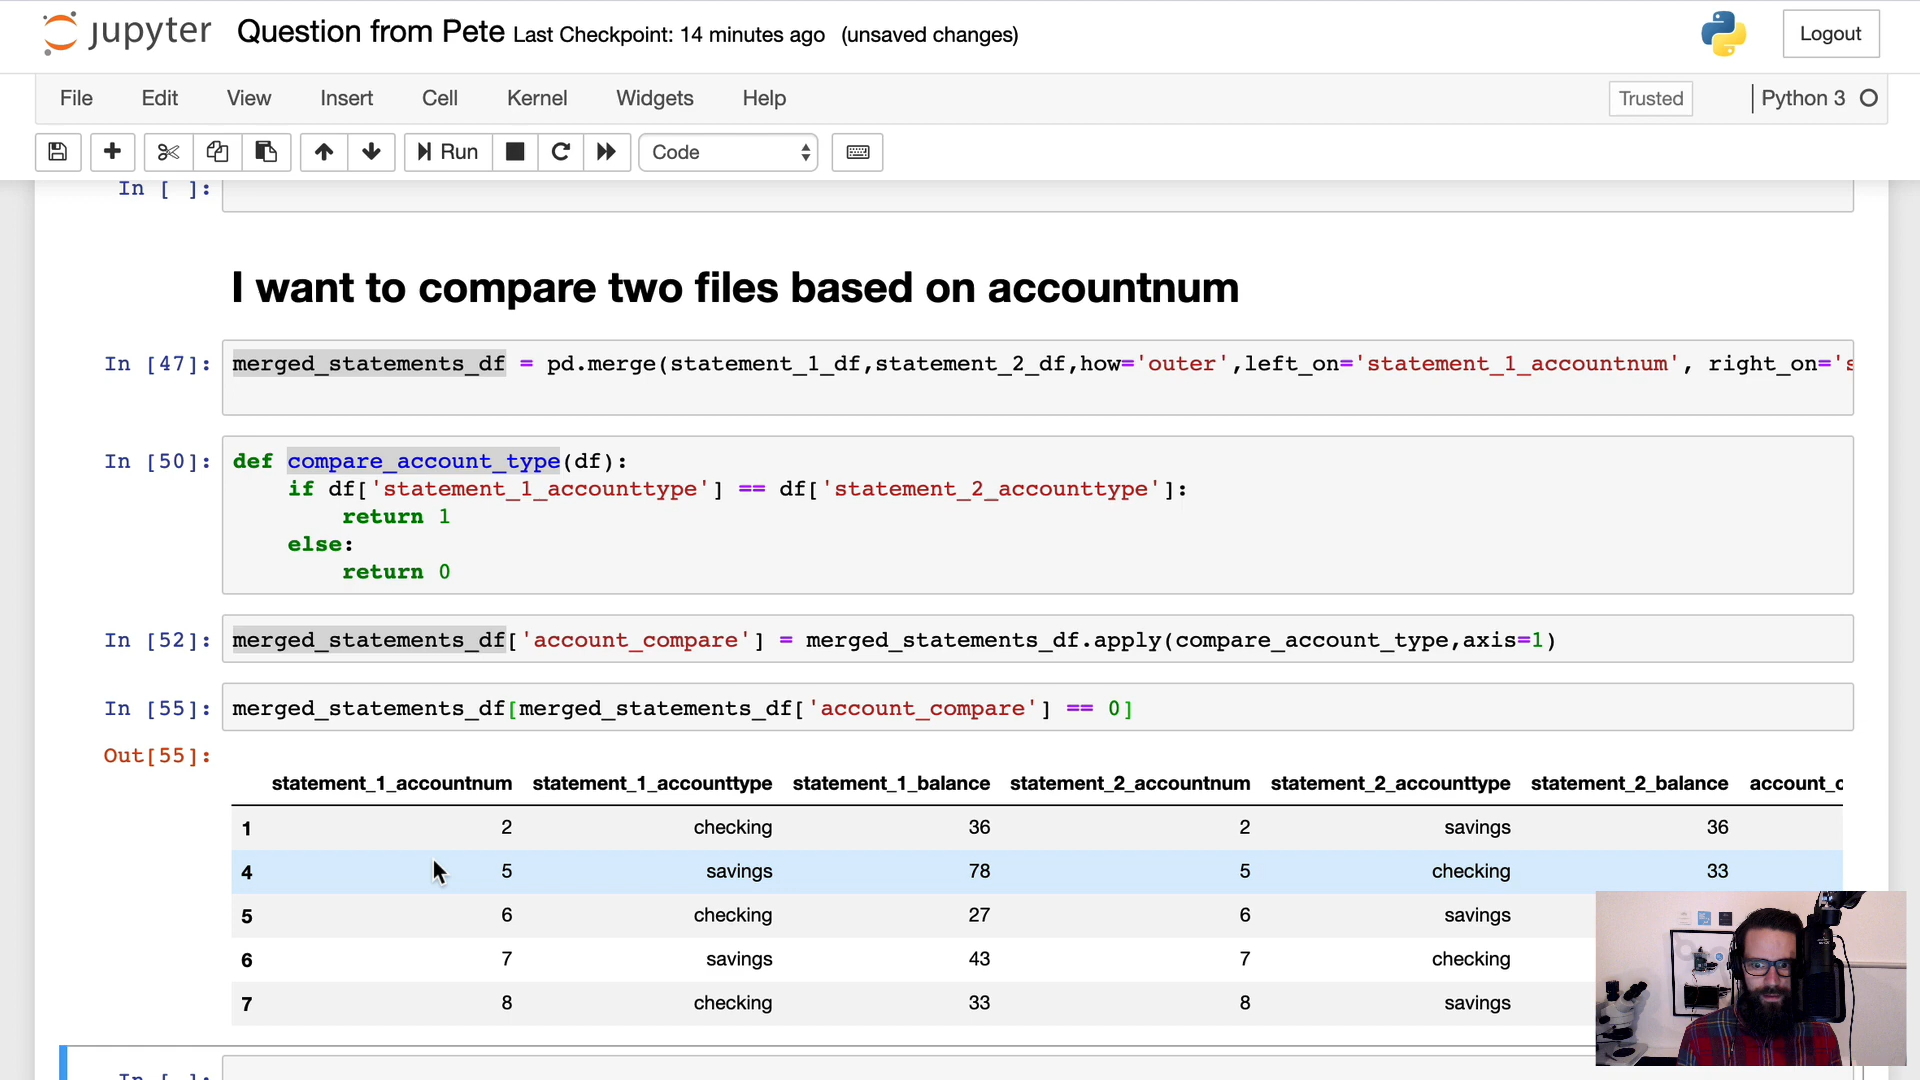 jupyter Question from Pete Last Checkpoint: 14 minutes ago (unsaved changes) Logout
File Edit View Insert Cell Kernel Widgets Help Trusted Python 3
Run Code
In [ ]:
I want to compare two files based on accountnum
In [47]: merged_statements_df = pd.merge(statement_1_df,statement_2_df,how='outer',left_on='statement_1_accountnum', right_on='s
In [50]: def compare_account_type(df):
if df['statement_1_accounttype'] == df['statement_2_accounttype']:
return 1
else:
return 0
In [52]: merged_statements_df['account_compare'] = merged_statements_df.apply(compare_account_type,axis=1)
In [55]: merged_statements_df[merged_statements_df['account_compare'] == 0]
Out[55]:
statement_1_accountnum statement_1_accounttype statement_1_balance statement_2_accountnum statement_2_accounttype statement_2_balance account_c
1 2 checking 36 2 savings 36
4 5 savings 78 5 checking 33
5 6 checking 27 6 savings
6 7 savings 43 7 checking
7 8 checking 33 8 savings
In [ ]: